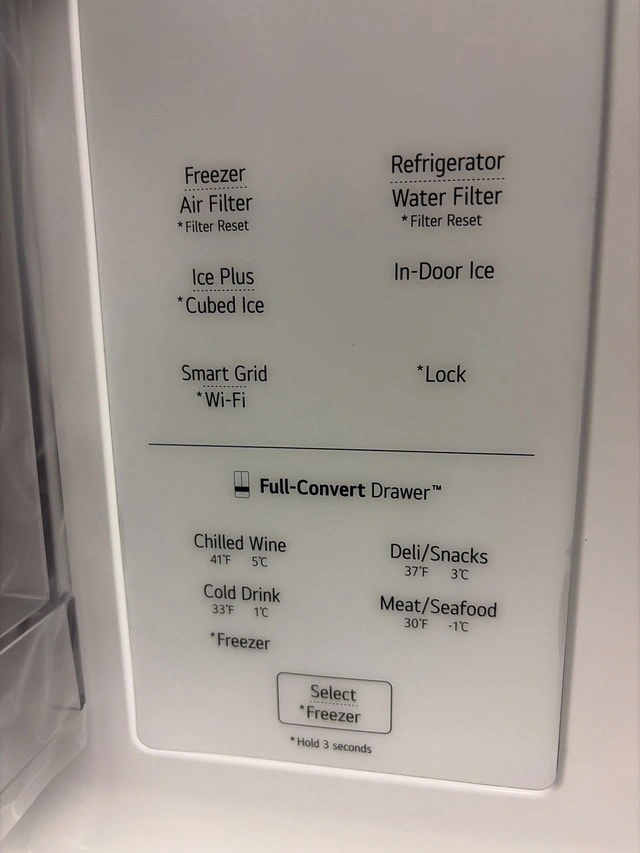 Freezer
Air Filter
*Filter Reset
Refrigerator
Water Filter
*Filter Reset
Ice Plus
*Cubed Ice
In-Door Ice
Smart Grid
*Wi-Fi
*Lock
Full-Convert Drawer™
Chilled Wine
41°F 5°C
Deli/Snacks
37°F 3°C
Cold Drink
33°F 1°C
Meat/Seafood
30°F -1°C
*Freezer
Select
*Freezer
*Hold 3 seconds